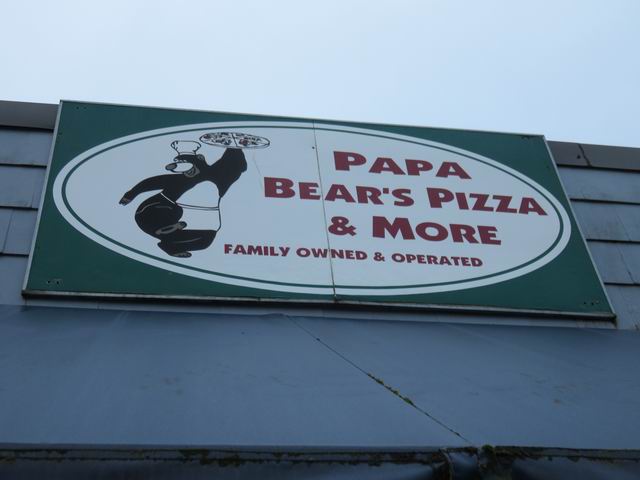 PAPA
BEAR'S PIZZA
& MORE
FAMILY OWNED & OPERATED